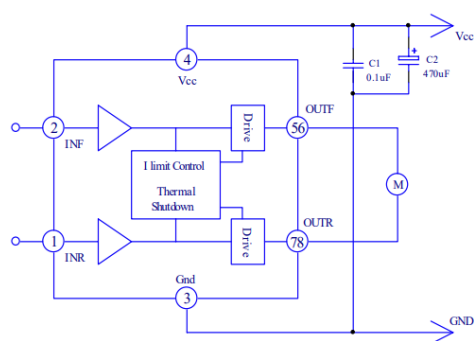 Vcc
4
Vcc
C1
0.1uF
+
C2
470uF
2
INF
Drive
56
OUTF
I limit Control
Thermal
Shutdown
M
1
INR
Drive
78
OUTR
Gnd
3
GND